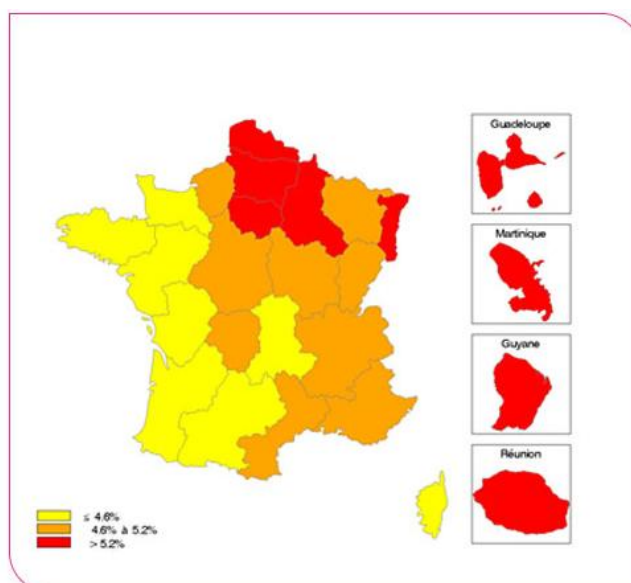 Guadeloupe
Martinique
Guyane
Réunion
≤ 4.6%
4.6% à 5.2%
> 5.2%